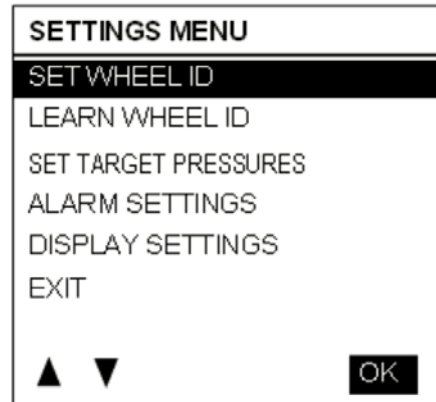 SETTINGS MENU
SET WHEEL ID
LEARN WHEEL ID
SET TARGET PRESSURES
ALARM SETTINGS
DISPLAY SETTINGS
EXIT
OK